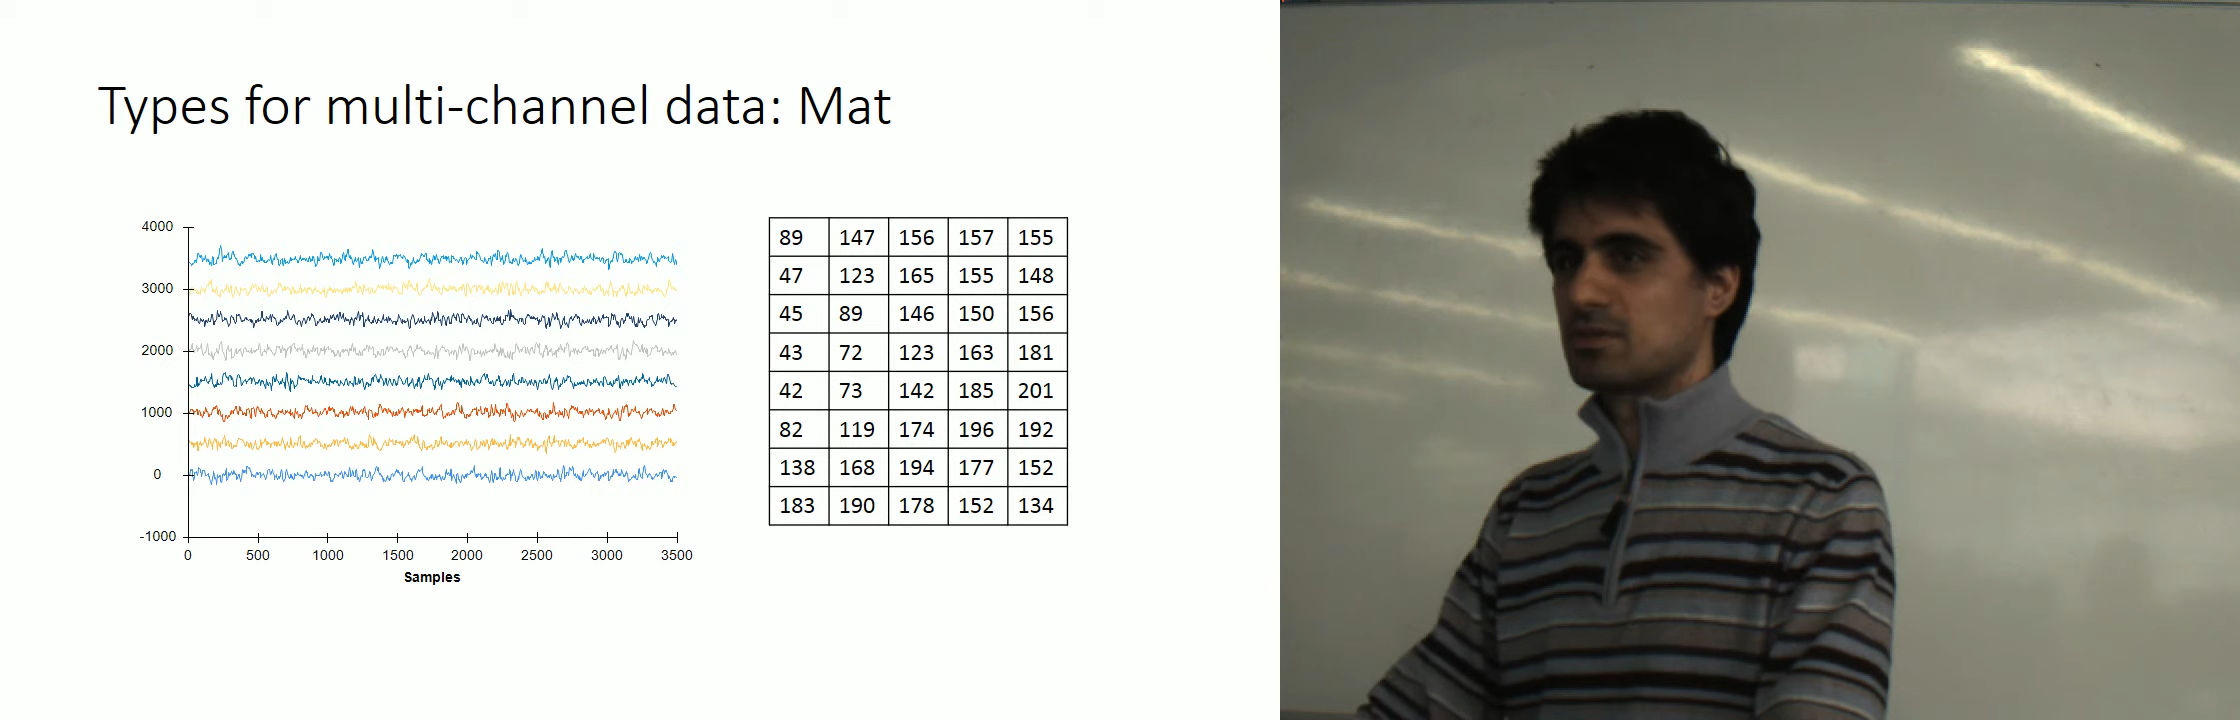 Types for multi-channel data: Mat
4000
3000
2000
1000
0
-1000
0 500 1000 1500 2000 2500 3000 3500
Samples
89 147 156 157 155
47 123 165 155 148
45 89 146 150 156
43 72 123 163 181
42 73 142 185 201
82 119 174 196 192
138 168 194 177 152
183 190 178 152 134